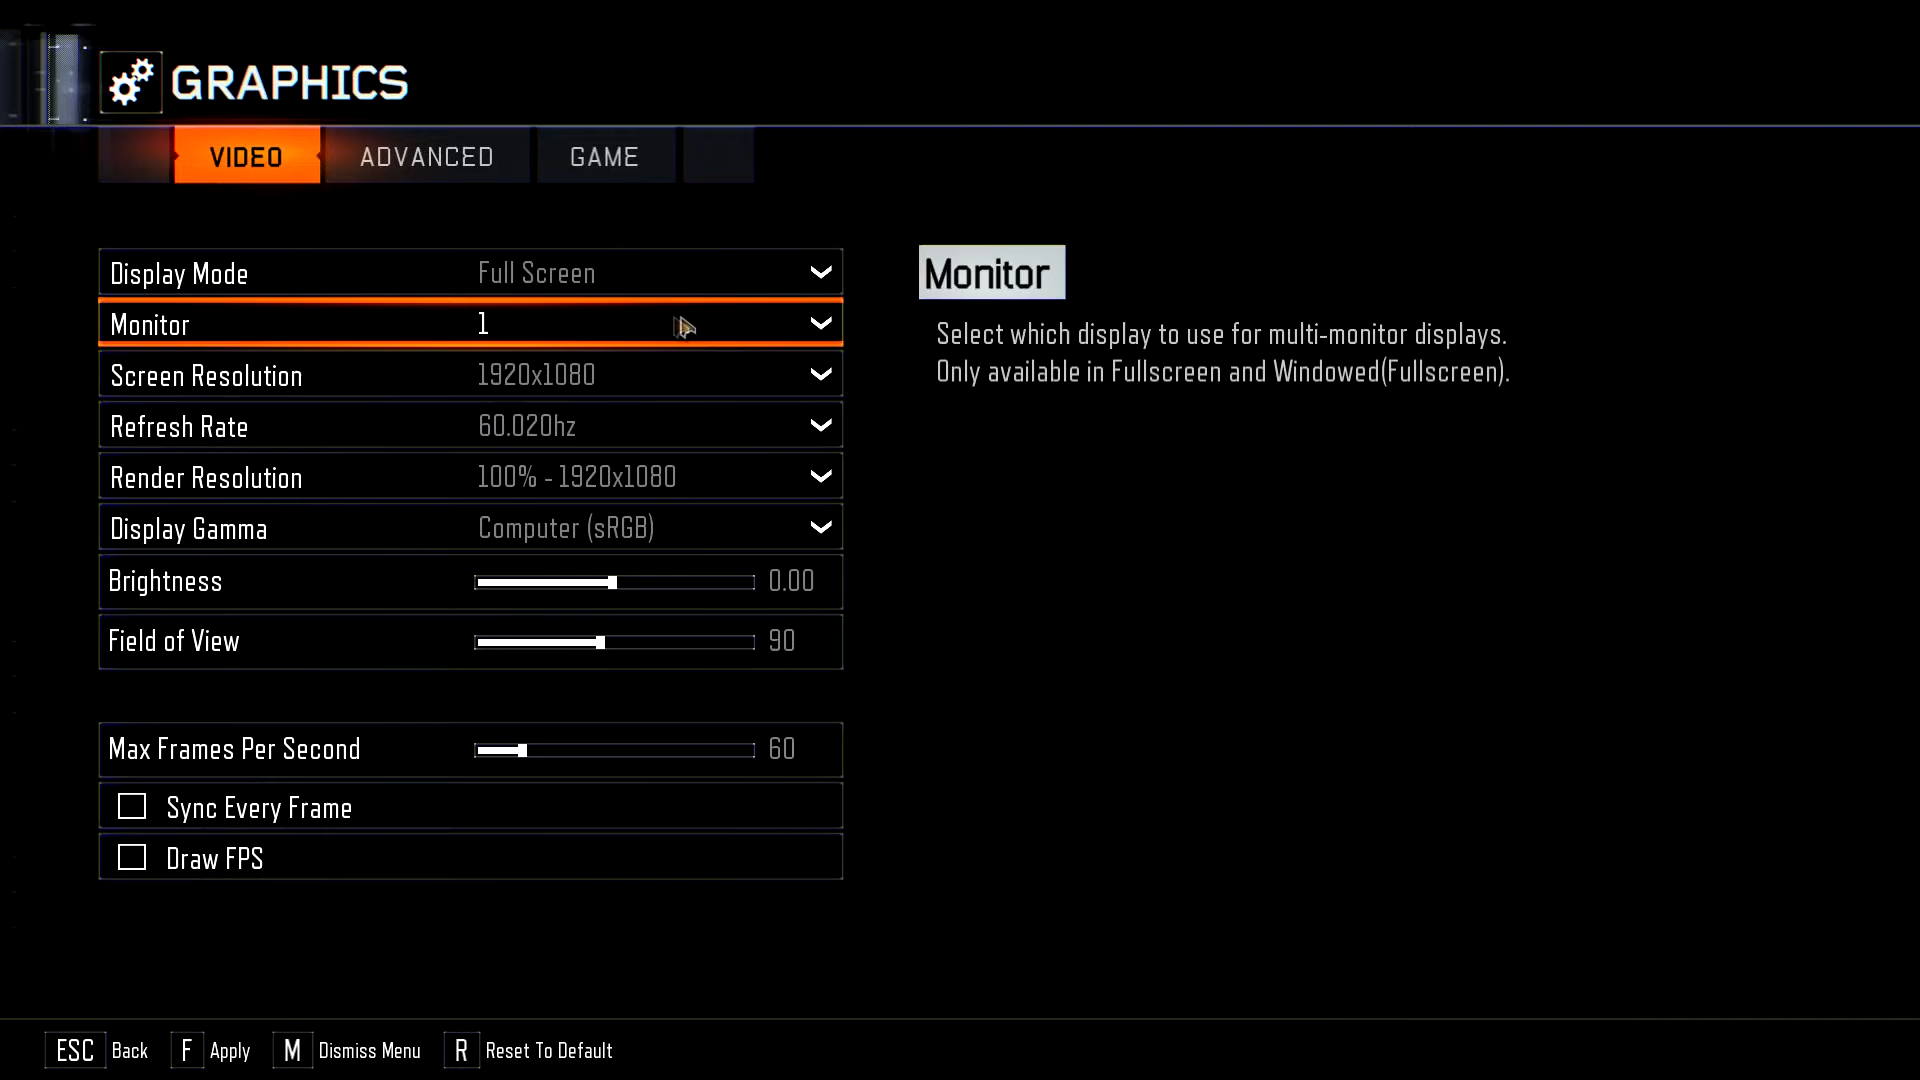 GRAPHICS
VIDEO ADVANCED GAME
Display Mode Full Screen
Monitor 1
Screen Resolution 1920x1080
Refresh Rate 60.020hz
Render Resolution 100% - 1920x1080
Display Gamma Computer (sRGB)
Brightness 0.00
Field of View 90
Max Frames Per Second 60
Sync Every Frame
Draw FPS
Monitor
Select which display to use for multi-monitor displays.
Only available in Fullscreen and Windowed(Fullscreen).
ESC Back F Apply M Dismiss Menu R Reset To Default